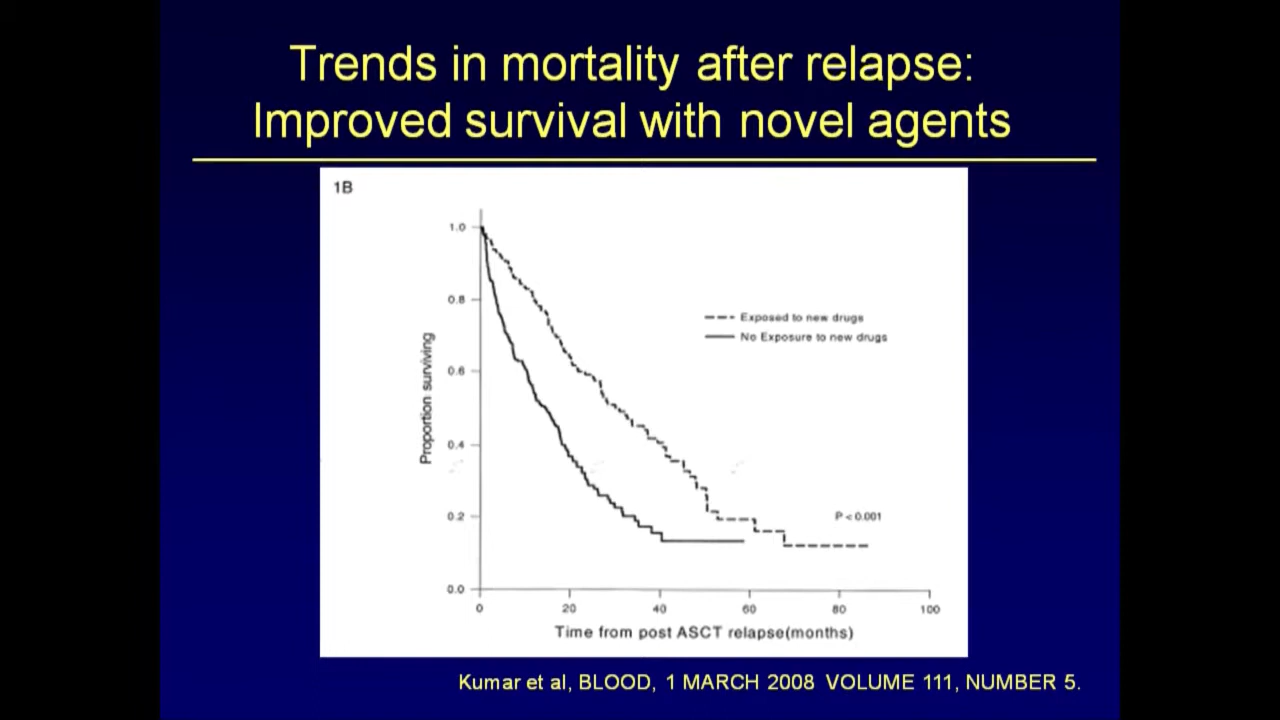 Trends in mortality after relapse:
Improved survival with novel agents
1B
1.0
0.8
0.6
0.4
0.2
0.0
Proportion surviving
Exposed to new drugs
No Exposure to new drugs
P < 0.001
0 20 40 60 80 100
Time from post ASCT relapse(months)
Kumar et al, BLOOD, 1 MARCH 2008 VOLUME 111, NUMBER 5.